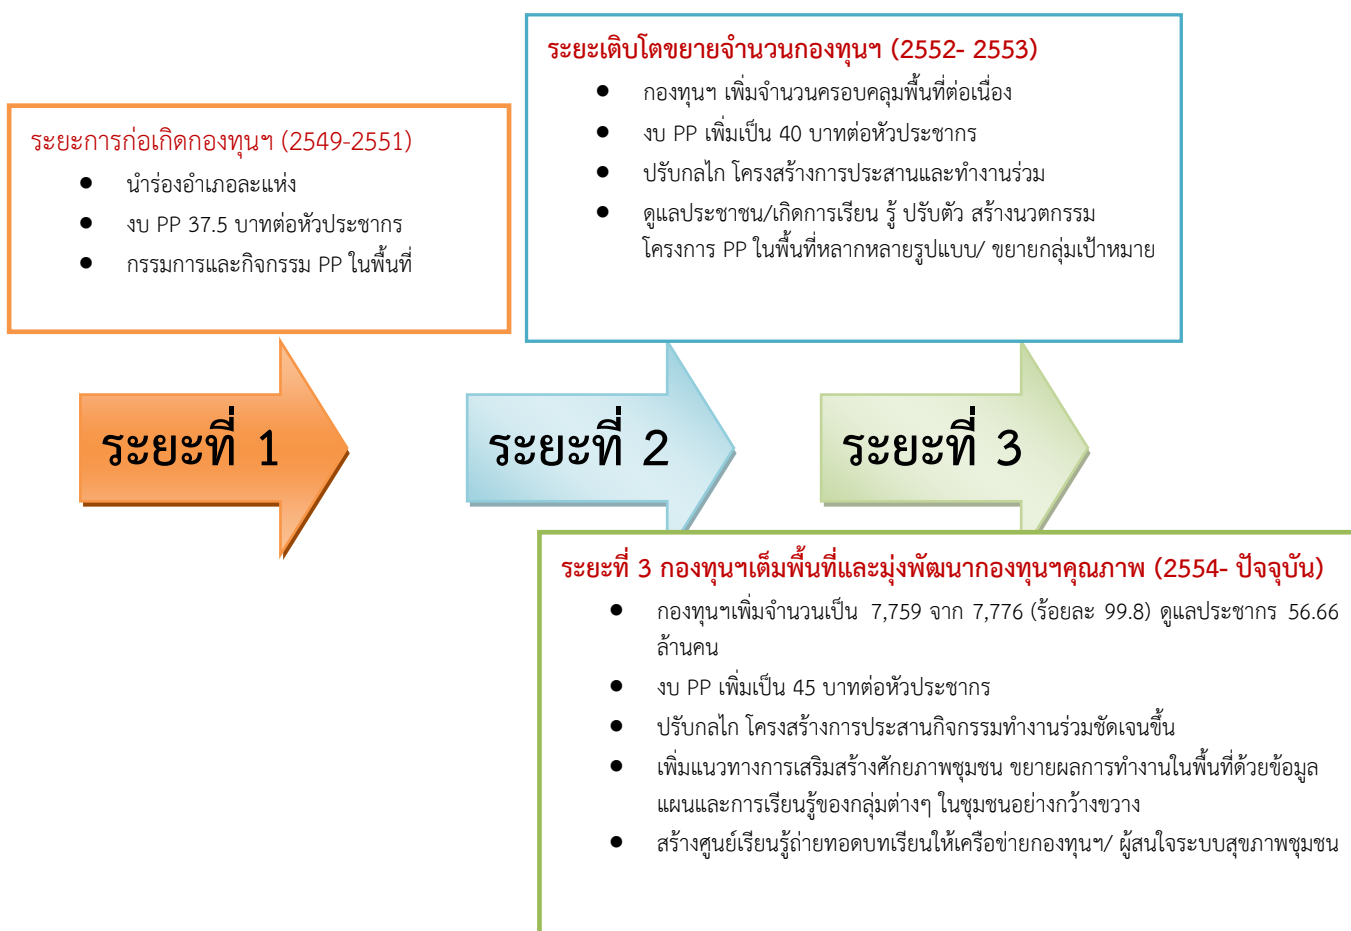 ระยะการก่อเกิดกองทุนฯ (2549-2551)
● นำร่องอำเภอละแห่ง
● งบ PP 37.5 บาทต่อหัวประชากร
● กรรมการและกิจกรรม PP ในพื้นที่
ระยะเติบโตขยายจำนวนกองทุนฯ (2552- 2553)
● กองทุนฯ เพิ่มจำนวนครอบคลุมพื้นที่ต่อเนื่อง
● งบ PP เพิ่มเป็น 40 บาทต่อหัวประชากร
● ปรับกลไก โครงสร้างการประสานและทำงานร่วม
● ดูแลประชาชน/เกิดการเรียน รู้ ปรับตัว สร้างนวตกรรม
โครงการ PP ในพื้นที่หลากหลายรูปแบบ/ ขยายกลุ่มเป้าหมาย
ระยะที่ 1
ระยะที่ 2
ระยะที่ 3
ระยะที่ 3 กองทุนฯเต็มพื้นที่และมุ่งพัฒนากองทุนฯคุณภาพ (2554- ปัจจุบัน)
● กองทุนฯเพิ่มจำนวนเป็น 7,759 จาก 7,776 (ร้อยละ 99.8) ดูแลประชากร 56.66
ล้านคน
● งบ PP เพิ่มเป็น 45 บาทต่อหัวประชากร
● ปรับกลไก โครงสร้างการประสานกิจกรรมทำงานร่วมชัดเจนขึ้น
● เพิ่มแนวทางการเสริมสร้างศักยภาพชุมชน ขยายผลการทำงานในพื้นที่ด้วยข้อมูล
แผนและการเรียนรู้ของกลุ่มต่างๆ ในชุมชนอย่างกว้างขวาง
● สร้างศูนย์เรียนรู้ถ่ายทอดบทเรียนให้เครือข่ายกองทุนฯ/ ผู้สนใจระบบสุขภาพชุมชน